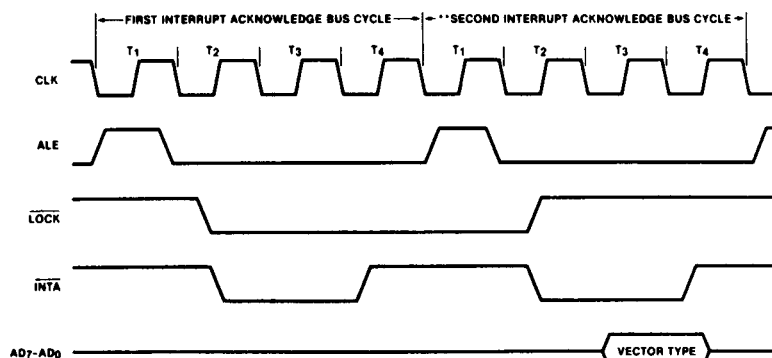 FIRST INTERRUPT ACKNOWLEDGE BUS CYCLE
**SECOND INTERRUPT ACKNOWLEDGE BUS CYCLE
T1 T2 T3 T4 T1 T2 T3 T4
CLK
ALE
LOCK
INTA
AD7-AD0
VECTOR TYPE